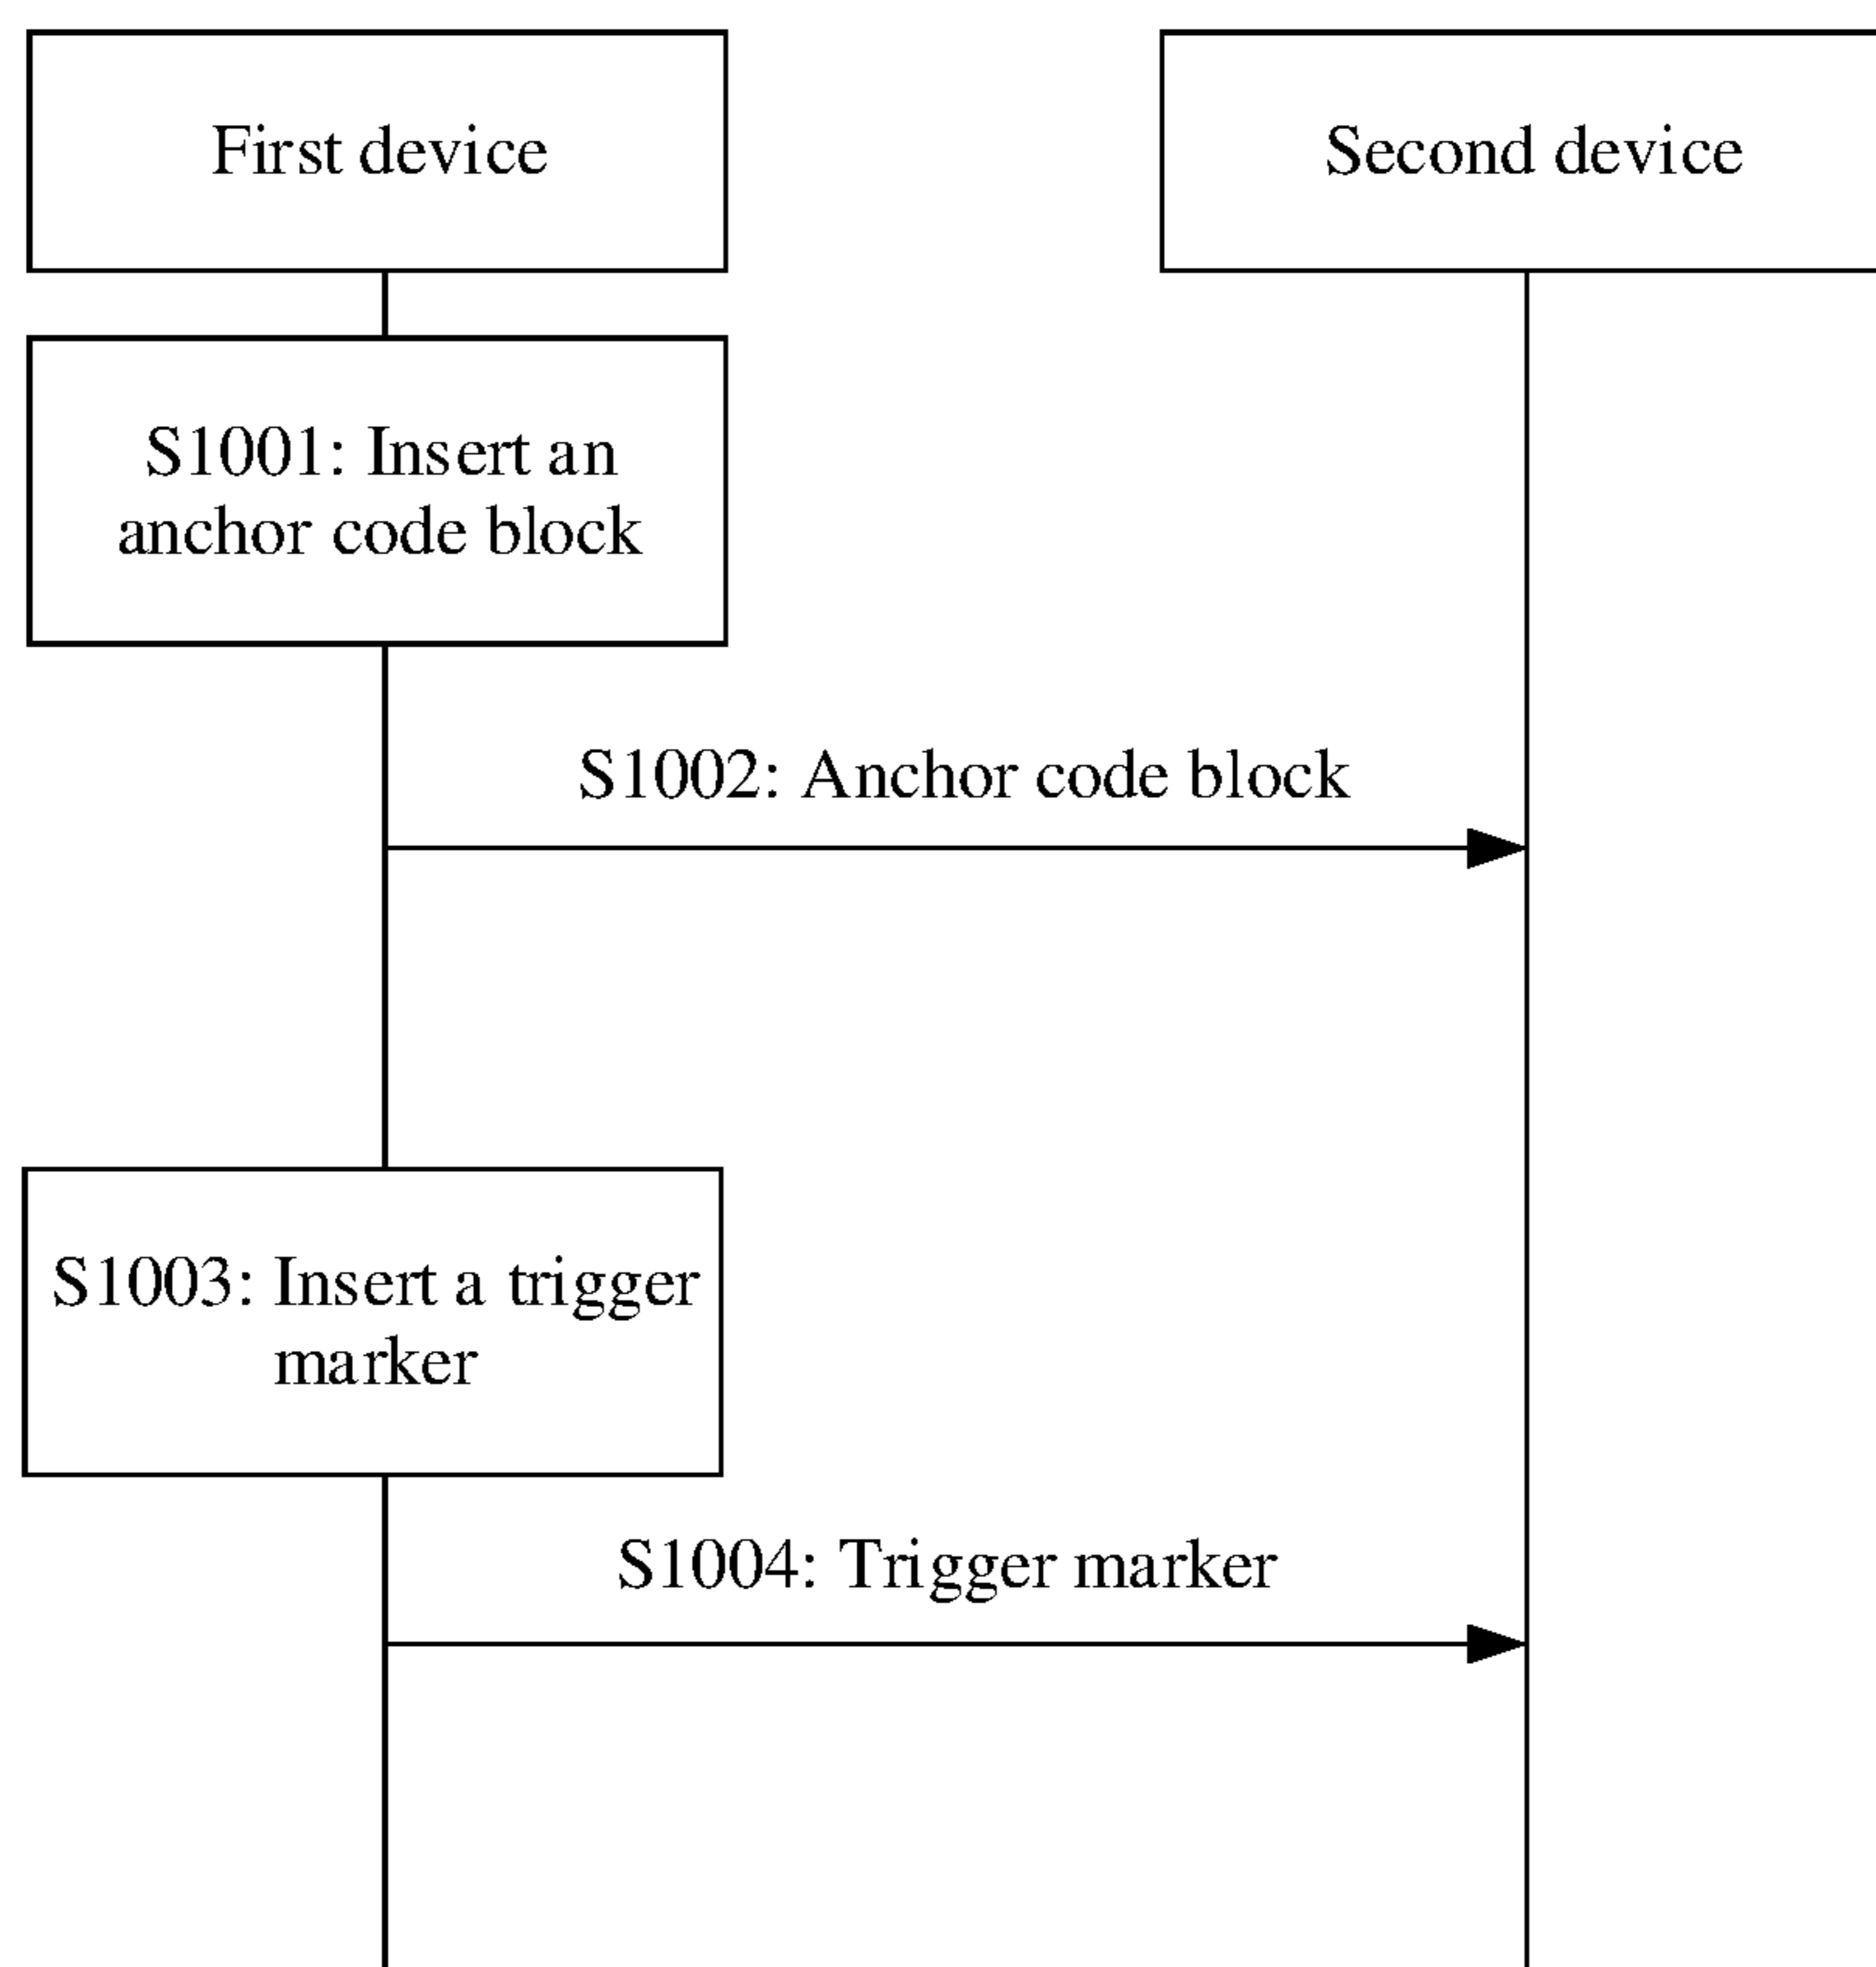 First device
Second device
S1001: Insert an
anchor code block
S1002: Anchor code block
S1003: Insert a trigger
marker
S1004: Trigger marker